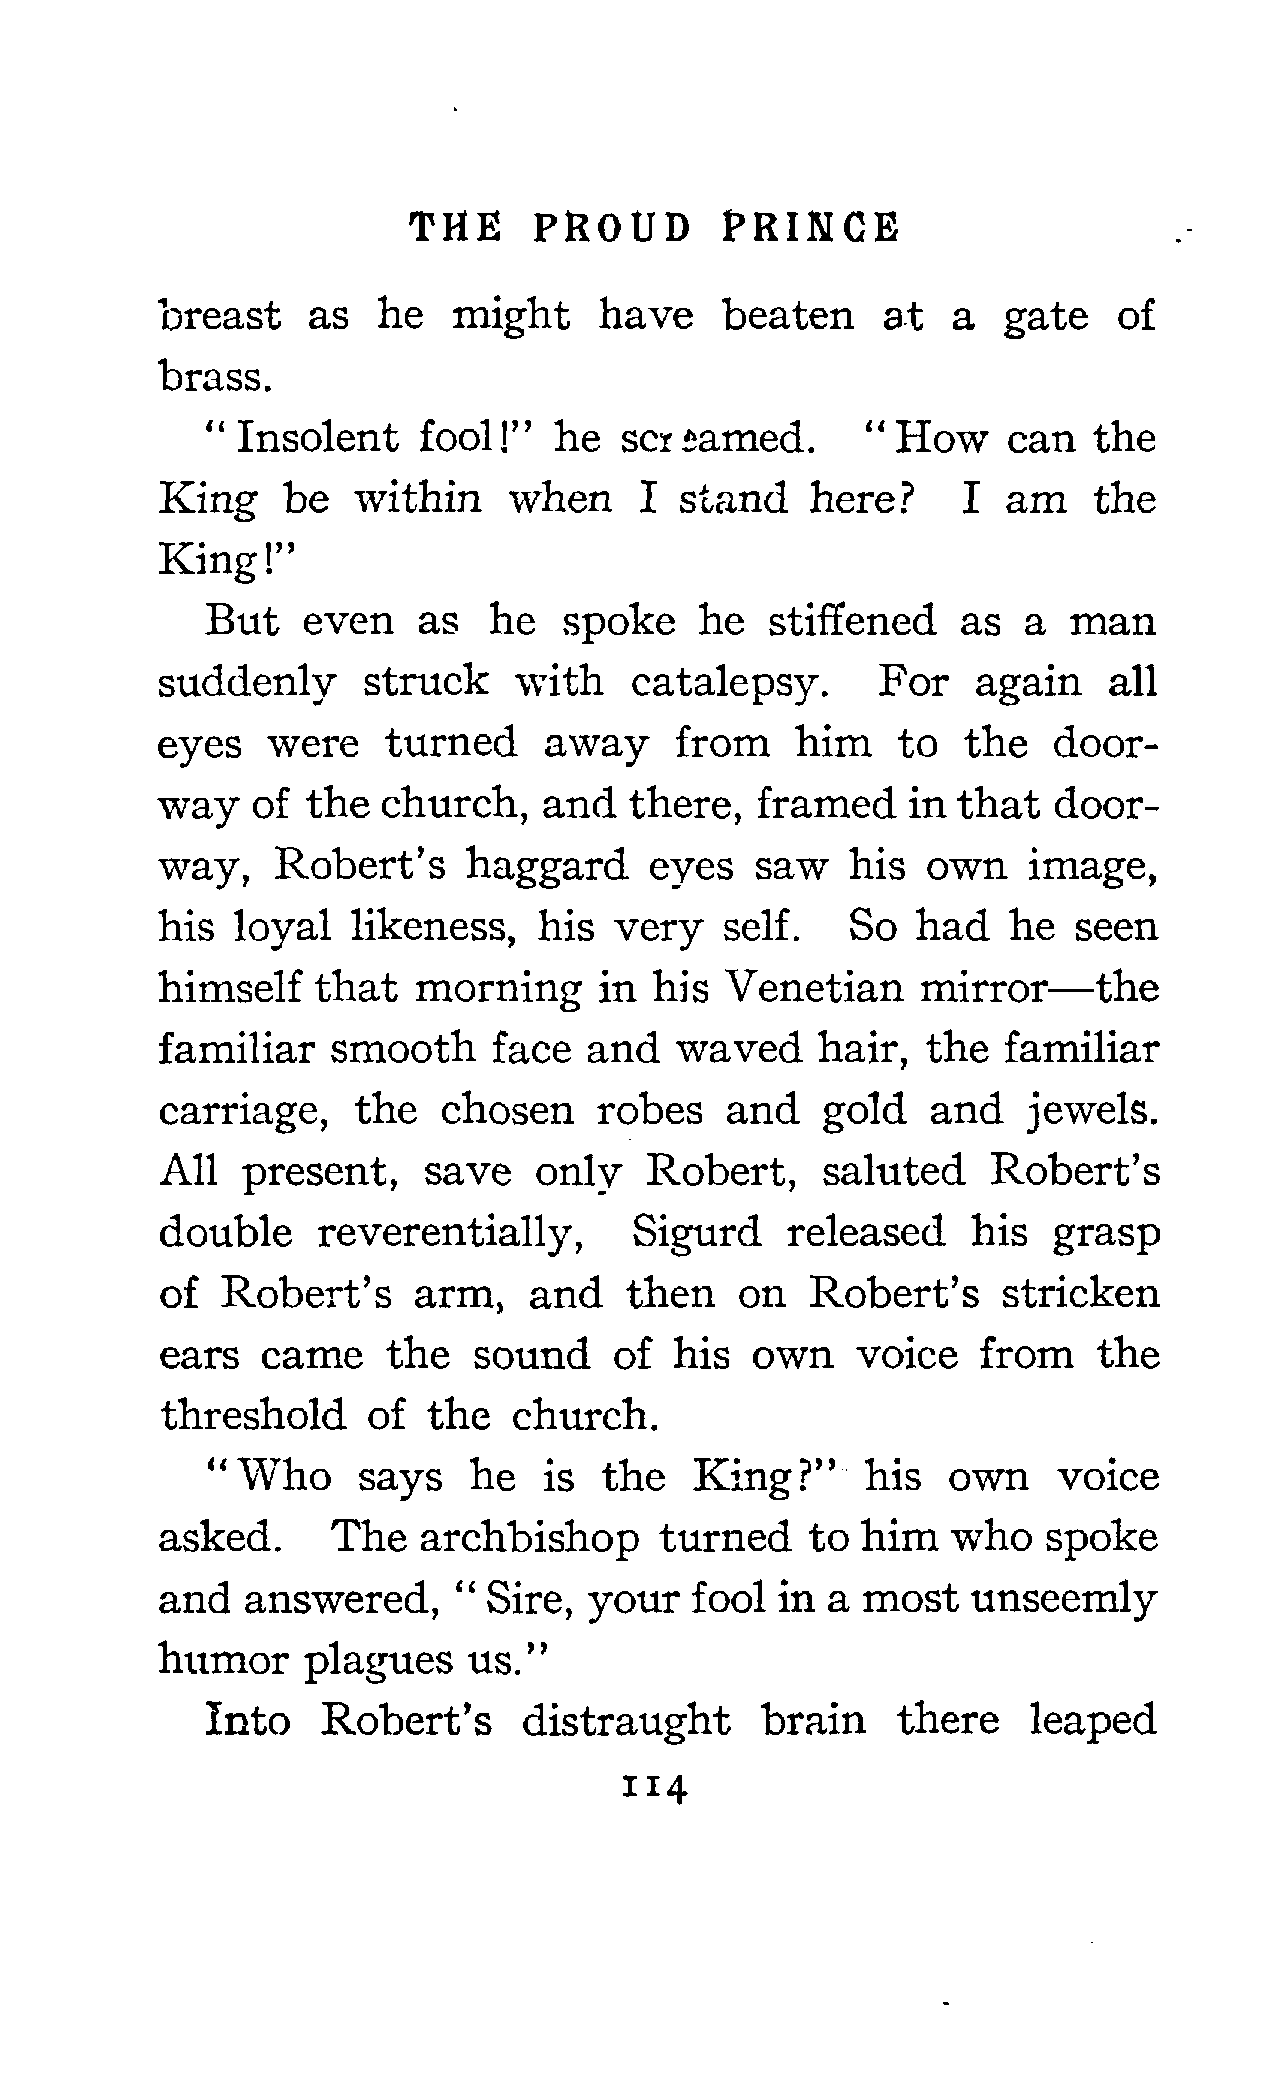 THE PROUD PRINCE
breast as he might have beaten at a gate of
brass.
"Insolent fool!" he screamed. "How can the
King be within when I stand here? I am the
King!"
But even as he spoke he stiffened as a man
suddenly struck with catalepsy. For again all
eyes were turned away from him to the door-
way of the church, and there, framed in that door-
way, Robert's haggard eyes saw his own image,
his loyal likeness, his very self. So had he seen
himself that morning in his Venetian mirror—the
familiar smooth face and waved hair, the familiar
carriage, the chosen robes and gold and jewels.
All present, save only Robert, saluted Robert's
double reverentially, Sigurd released his grasp
of Robert's arm, and then on Robert's stricken
ears came the sound of his own voice from the
threshold of the church.
"Who says he is the King?" his own voice
asked. The archbishop turned to him who spoke
and answered, "Sire, your fool in a most unseemly
humor plagues us."
Into Robert's distraught brain there leaped
114